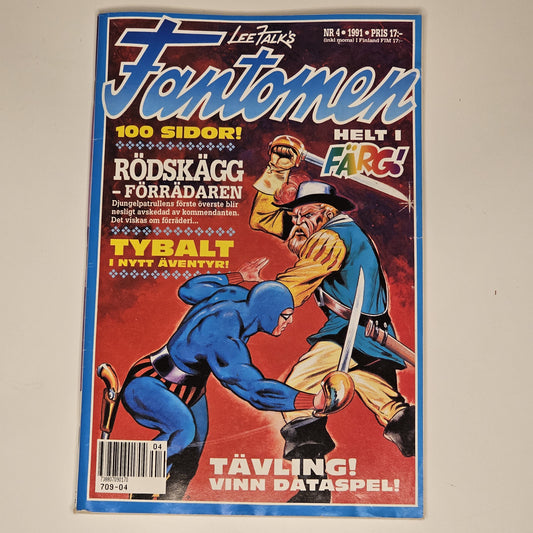 LEE FALK'S
Fantomen
NR 4 • 1991 • PRIS 17:-
(inkl moms) I Finland FIM 17:-
100 SIDOR!
HELT I
FÄRG!
RÖDSKÄGG
– FÖRRÄDAREN
Djungelpatrullens förste överste blir
nesligt avskedad av kommendanten.
Det viskas om förräderi...
TYBALT
I NYTT ÄVENTYR!
TÄVLING!
VINN DATASPEL!
04
7388070990170
709-04